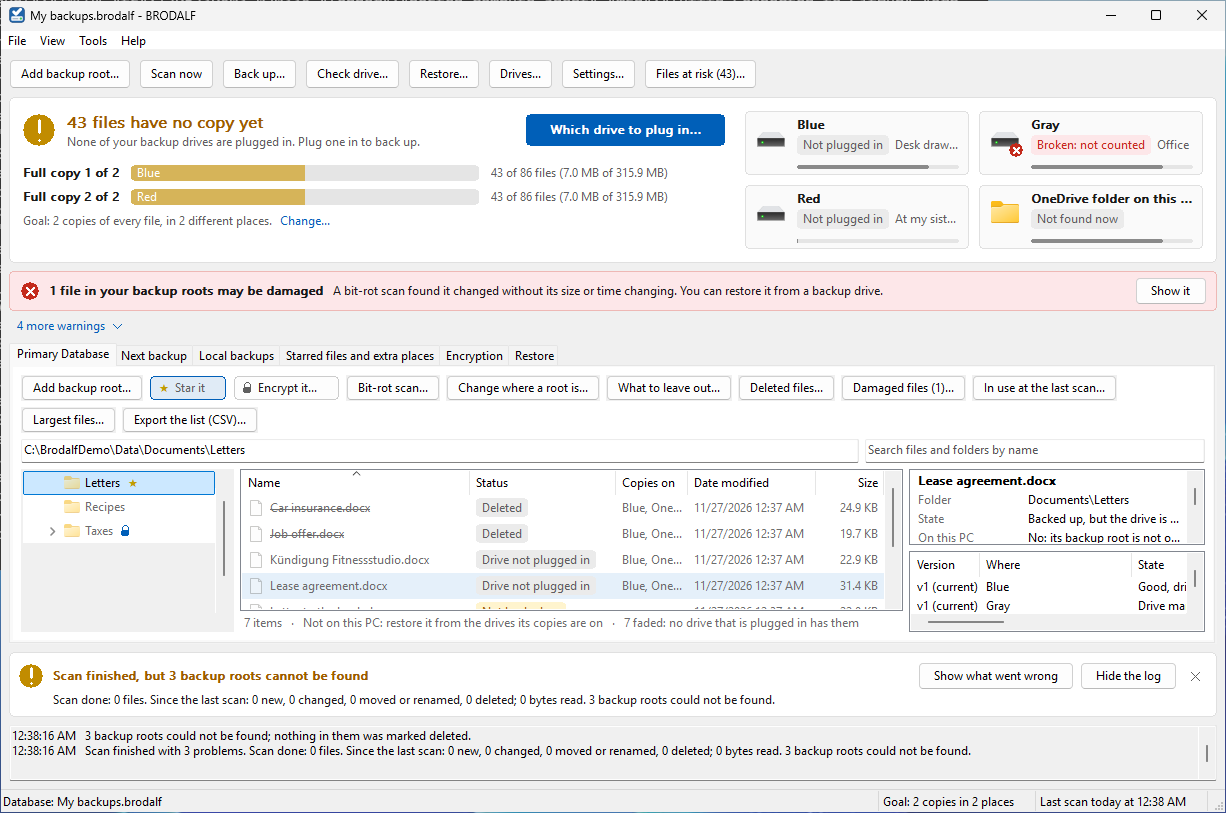 My backups.brodalf - BRODALF
File View Tools Help
Add backup root... Scan now Back up... Check drive... Restore... Drives... Settings... Files at risk (43)...
43 files have no copy yet
None of your backup drives are plugged in. Plug one in to back up.
Which drive to plug in...
Full copy 1 of 2 Blue 43 of 86 files (7.0 MB of 315.9 MB)
Full copy 2 of 2 Red 43 of 86 files (7.0 MB of 315.9 MB)
Goal: 2 copies of every file, in 2 different places. Change...
Blue
Not plugged in Desk draw...
Gray
Broken: not counted Office
Red
Not plugged in At my sist...
OneDrive folder on this ...
Not found now
1 file in your backup roots may be damaged A bit-rot scan found it changed without its size or time changing. You can restore it from a backup drive. Show it
4 more warnings
Primary Database Next backup Local backups Starred files and extra places Encryption Restore
Add backup root... Star it Encrypt it... Bit-rot scan... Change where a root is... What to leave out... Deleted files... Damaged files (1)... In use at the last scan...
Largest files... Export the list (CSV)...
C:\BrodalfDemo\Data\Documents\Letters
Search files and folders by name
Letters
Recipes
Taxes
Name Status Copies on Date modified Size
Car insurance.docx Deleted Blue, One... 11/27/2026 12:37 AM 24.9 KB
Job offer.docx Deleted Blue, One... 11/27/2026 12:37 AM 19.7 KB
Kündigung Fitnessstudio.docx Drive not plugged in Blue, One... 11/27/2026 12:37 AM 22.9 KB
Lease agreement.docx Drive not plugged in Blue, One... 11/27/2026 12:37 AM 31.4 KB
7 items · Not on this PC: restore it from the drives its copies are on · 7 faded: no drive that is plugged in has them
Lease agreement.docx
Folder Documents\Letters
State Backed up, but the drive is ...
On this PC No: its backup root is not o...
Version Where State
v1 (current) Blue Good, dri
v1 (current) Gray Drive ma
Scan finished, but 3 backup roots cannot be found
Scan done: 0 files. Since the last scan: 0 new, 0 changed, 0 moved or renamed, 0 deleted; 0 bytes read. 3 backup roots could not be found.
Show what went wrong Hide the log
12:38:16 AM 3 backup roots could not be found; nothing in them was marked deleted.
12:38:16 AM Scan finished with 3 problems. Scan done: 0 files. Since the last scan: 0 new, 0 changed, 0 moved or renamed, 0 deleted; 0 bytes read. 3 backup roots could not be found.
Database: My backups.brodalf Goal: 2 copies in 2 places Last scan today at 12:38 AM